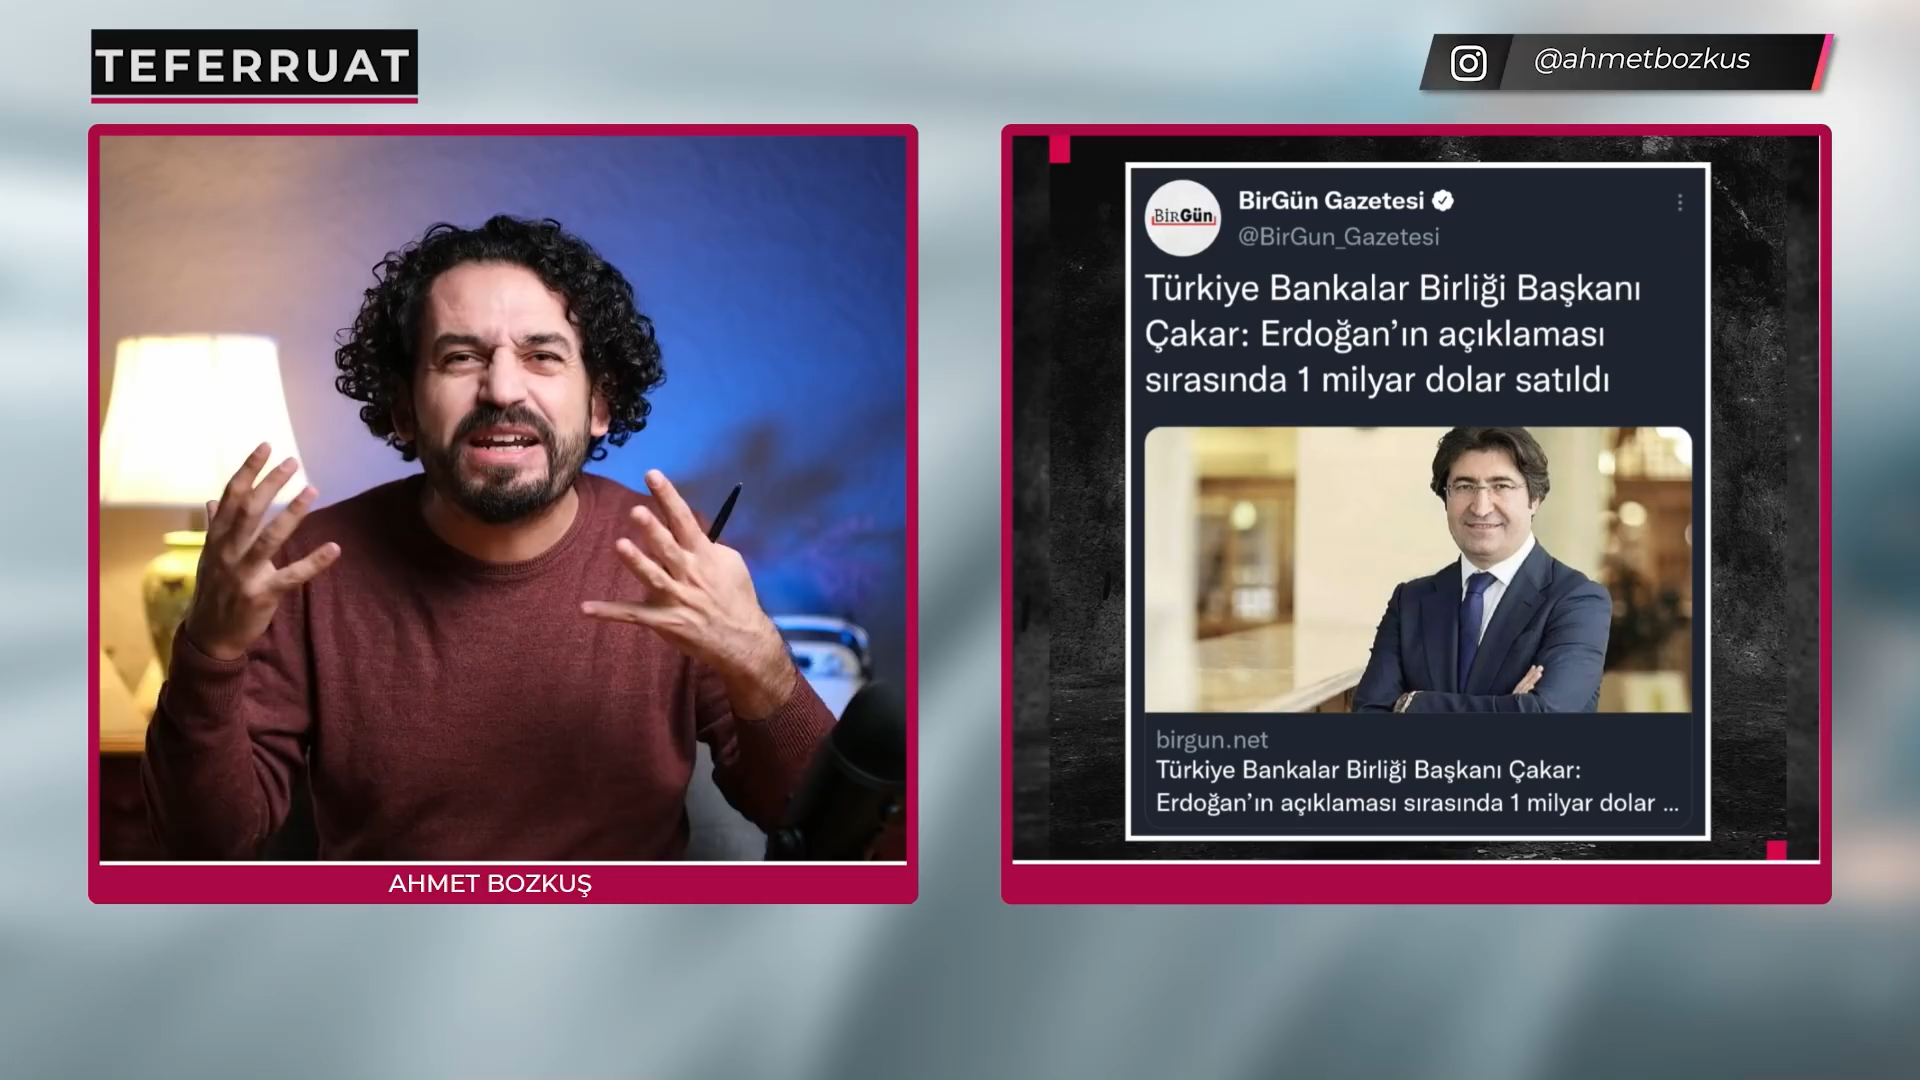 TEFERRUAT
@ahmetbozkus
AHMET BOZKUŞ
BirGün
BirGün Gazetesi
@BirGun_Gazetesi
Türkiye Bankalar Birliği Başkanı
Çakar: Erdoğan’ın açıklaması
sırasında 1 milyar dolar satıldı
birgun.net
Türkiye Bankalar Birliği Başkanı Çakar:
Erdoğan’ın açıklaması sırasında 1 milyar dolar ...